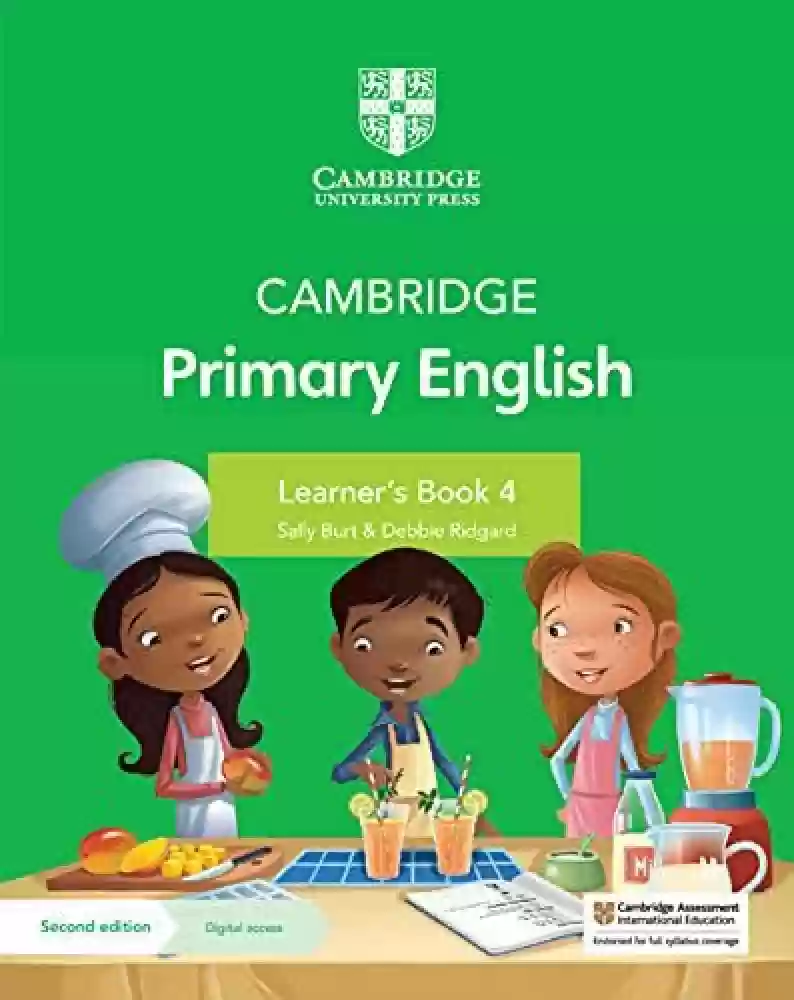 CAMBRIDGE
UNIVERSITY PRESS
CAMBRIDGE
Primary English
Learner's Book 4
Sally Burt & Debbie Ridgard
Second edition
Digital access
Cambridge Assessment
International Education
Endorsed for full syllabus coverage